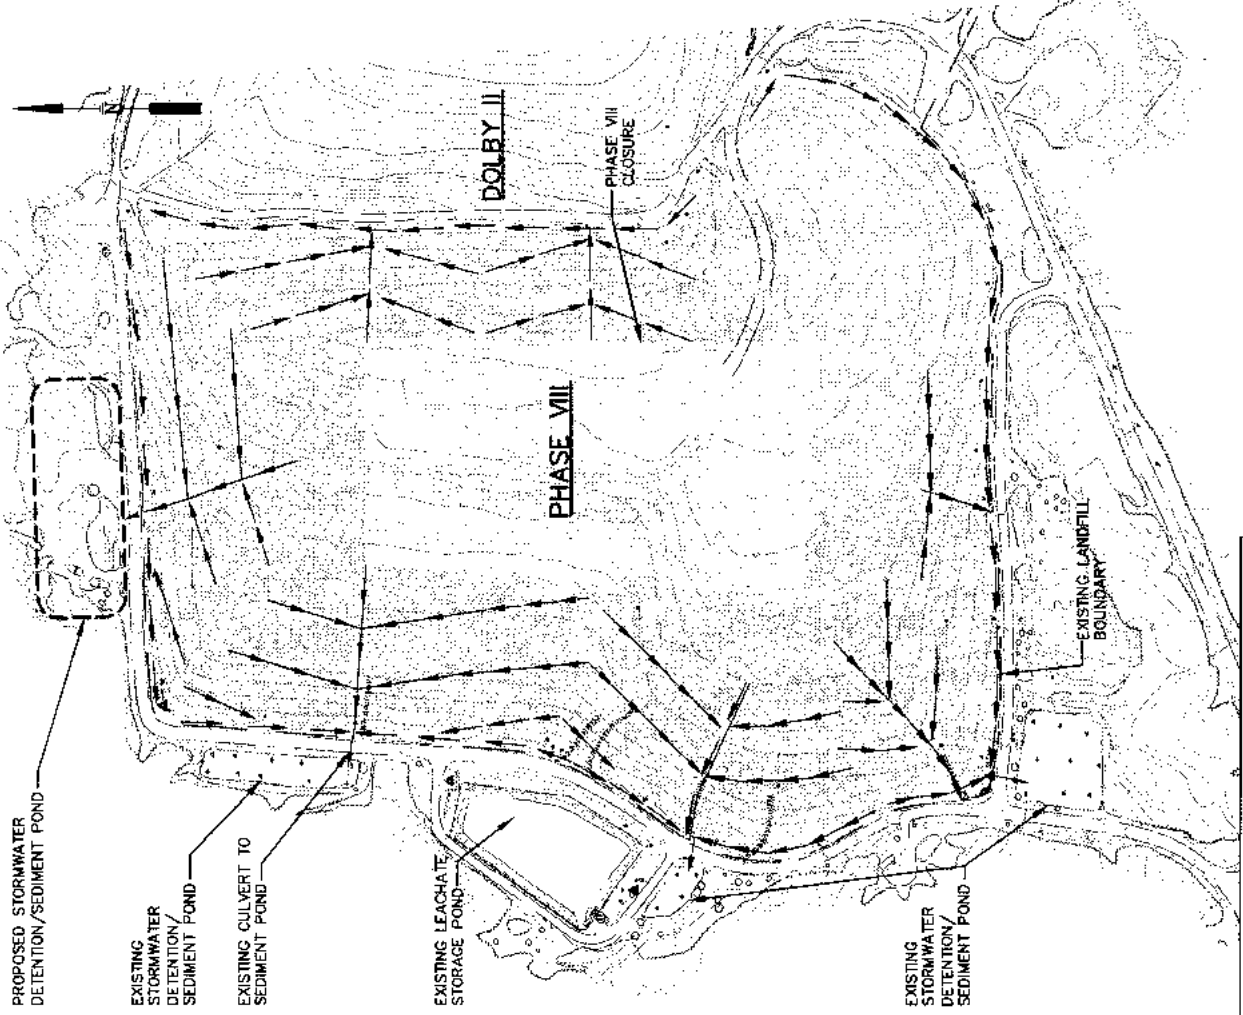 PROPOSED STORMWATER
DETENTION/SEDIMENT POND
EXISTING
STORMWATER
DETENTION/
SEDIMENT POND
EXISTING CULVERT TO
SEDIMENT POND
EXISTING LEACHATE
STORAGE POND
EXISTING
STORMWATER
DETENTION/
SEDIMENT POND
N
DOLBY II
PHASE VIII
CLOSURE
PHASE VIII
EXISTING LANDFILL
BOUNDARY